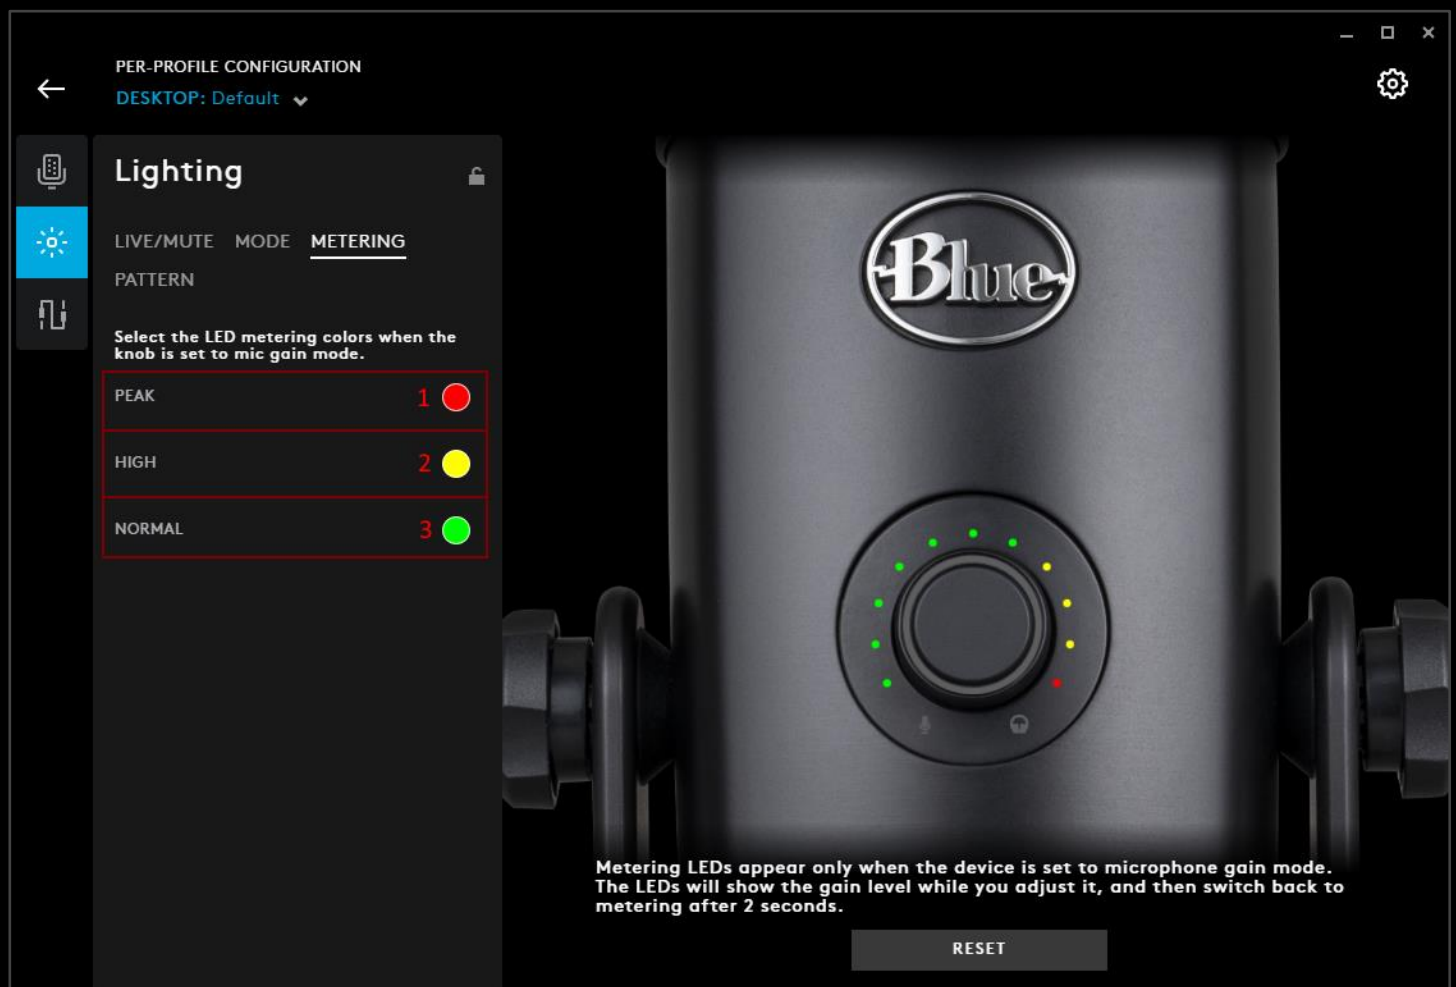 PER-PROFILE CONFIGURATION
DESKTOP: Default
Lighting
LIVE/MUTE MODE METERING
PATTERN
Select the LED metering colors when the
knob is set to mic gain mode.
PEAK 1
HIGH 2
NORMAL 3
Blue
Metering LEDs appear only when the device is set to microphone gain mode.
The LEDs will show the gain level while you adjust it, and then switch back to
metering after 2 seconds.
RESET